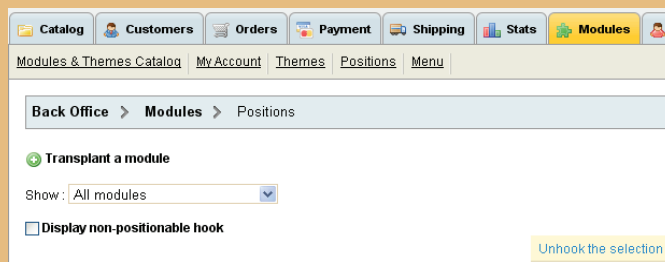 Catalog Customers Orders Payment Shipping Stats Modules
Modules & Themes Catalog My Account Themes Positions Menu
Back Office > Modules > Positions
Transplant a module
Show : All modules
Display non-positionable hook
Unhook the selection